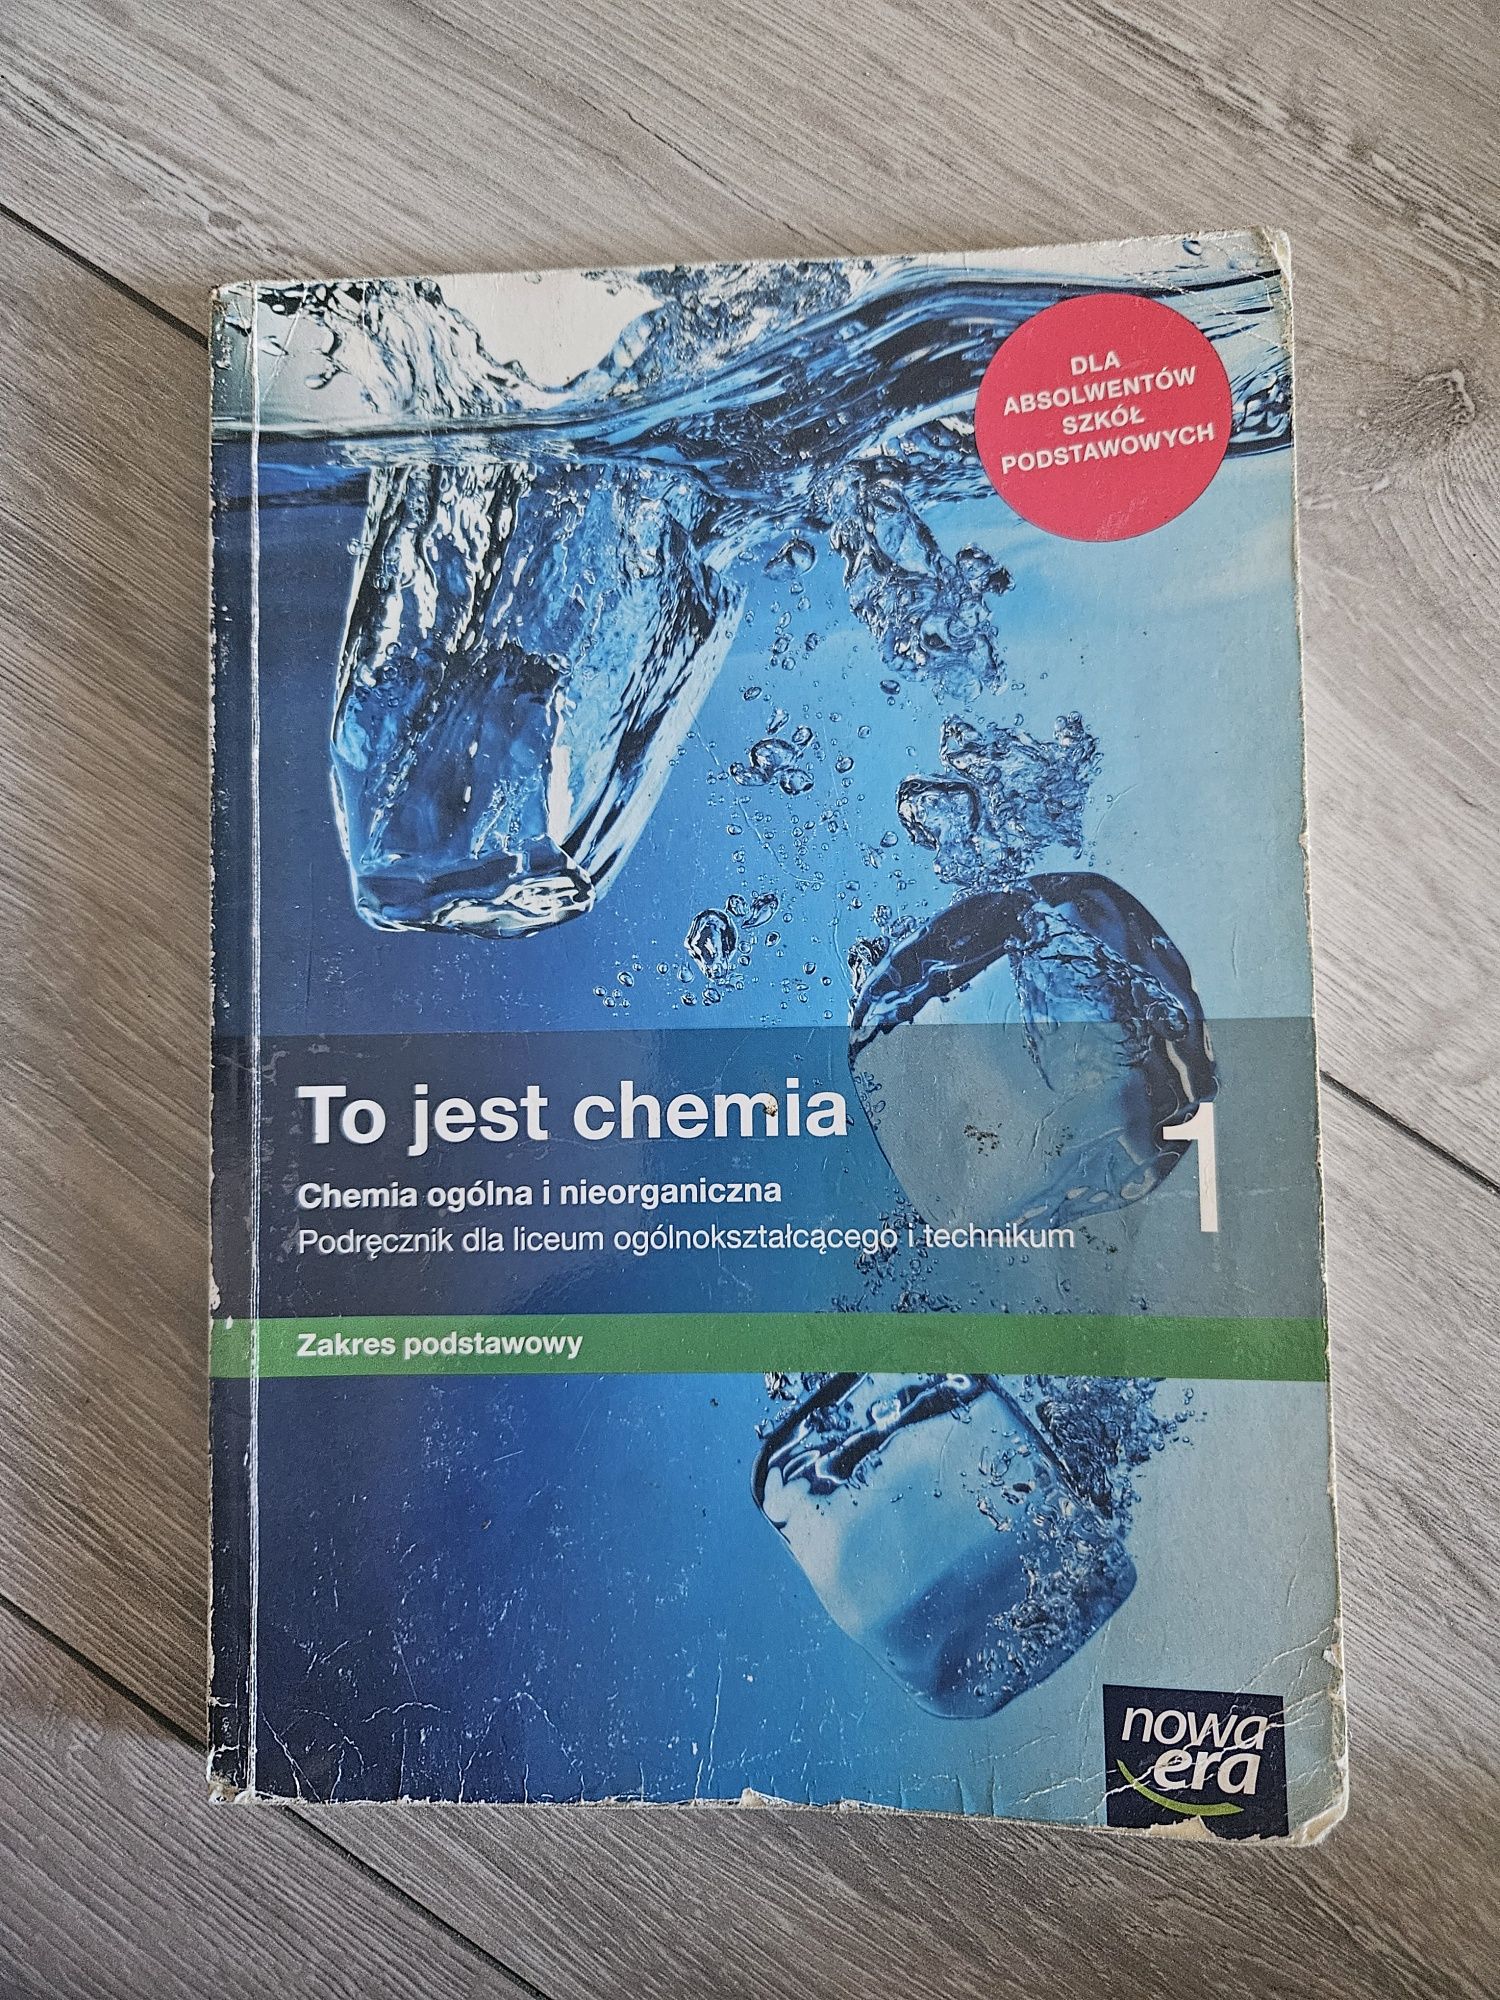 DLA
ABSOLWENTÓW
SZKÓŁ
PODSTAWOWYCH
To jest chemia
1
Chemia ogólna i nieorganiczna
Podręcznik dla liceum ogólnokształcącego i technikum
Zakres podstawowy
nowa
era